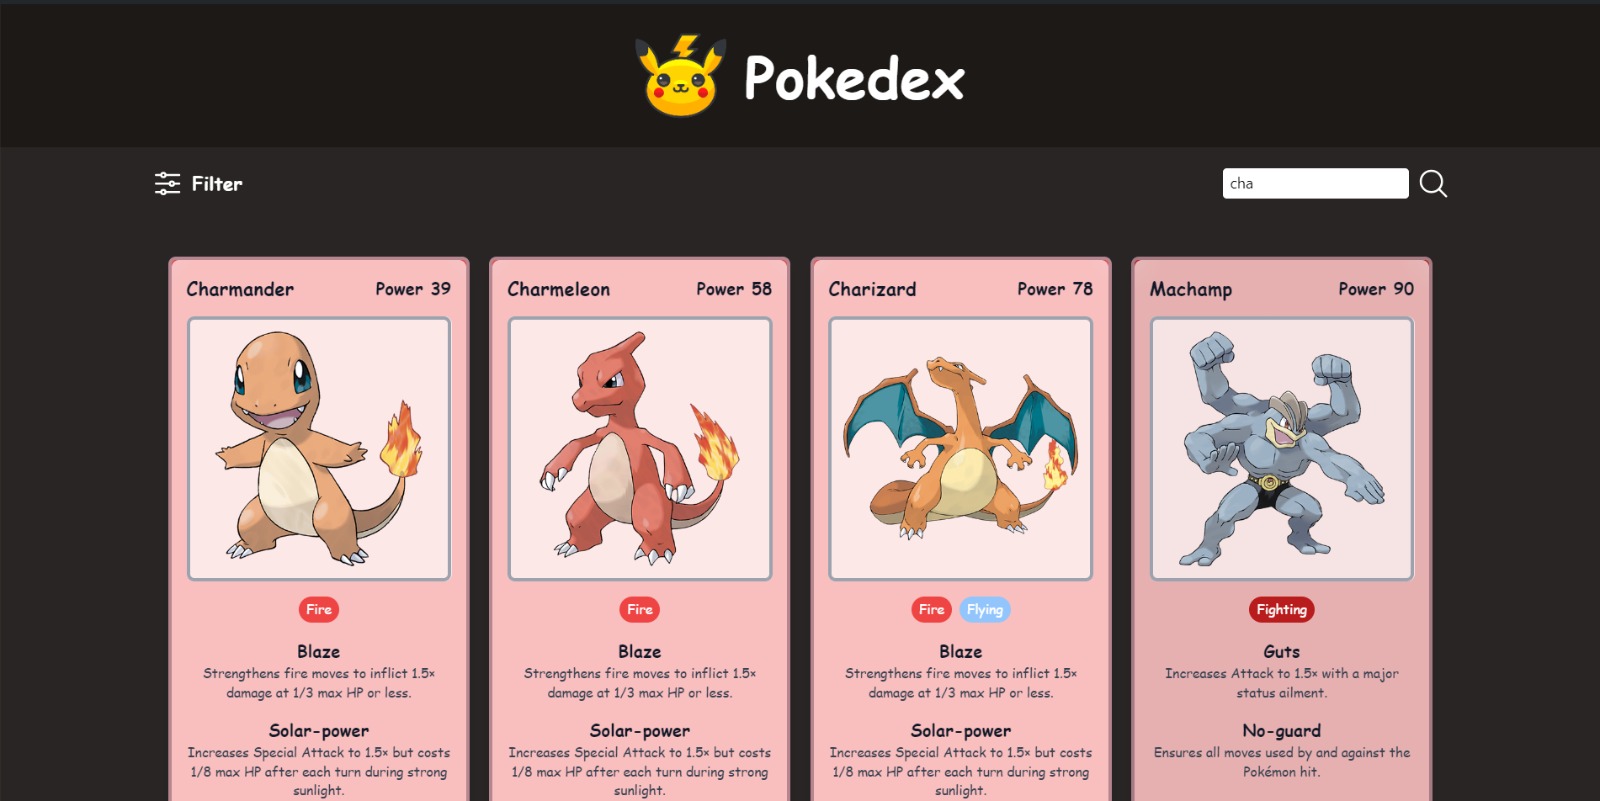 Pokedex
Filter
cha
Charmander Power 39
Fire
Blaze
Strengthens fire moves to inflict 1.5×
damage at 1/3 max HP or less.
Solar-power
Increases Special Attack to 1.5× but costs
1/8 max HP after each turn during strong
sunlight.
Charmeleon Power 58
Fire
Blaze
Strengthens fire moves to inflict 1.5×
damage at 1/3 max HP or less.
Solar-power
Increases Special Attack to 1.5× but costs
1/8 max HP after each turn during strong
sunlight.
Charizard Power 78
Fire Flying
Blaze
Strengthens fire moves to inflict 1.5×
damage at 1/3 max HP or less.
Solar-power
Increases Special Attack to 1.5× but costs
1/8 max HP after each turn during strong
sunlight.
Machamp Power 90
Fighting
Guts
Increases Attack to 1.5× with a major
status ailment.
No-guard
Ensures all moves used by and against the
Pokémon hit.